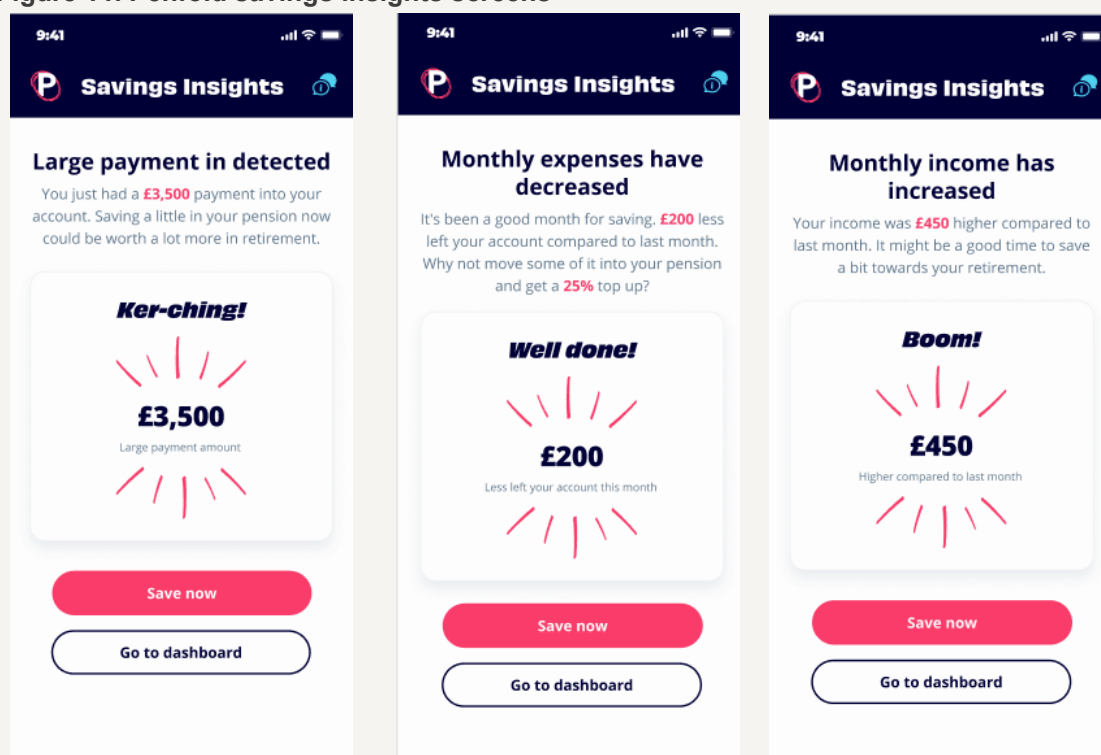 9:41
P Savings Insights
Large payment in detected
You just had a £3,500 payment into your
account. Saving a little in your pension now
could be worth a lot more in retirement.
Ker-ching!
£3,500
Large payment amount
Save now
Go to dashboard
9:41
P Savings Insights
Monthly expenses have
decreased
It's been a good month for saving. £200 less
left your account compared to last month.
Why not move some of it into your pension
and get a 25% top up?
Well done!
£200
Less left your account this month
Save now
Go to dashboard
9:41
P Savings Insights
Monthly income has
increased
Your income was £450 higher compared to
last month. It might be a good time to save
a bit towards your retirement.
Boom!
£450
Higher compared to last month
Save now
Go to dashboard